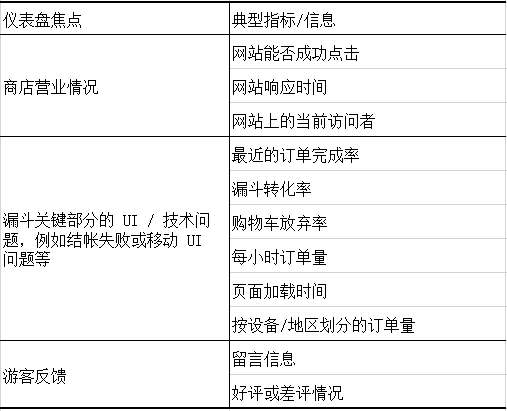 仪表盘焦点
典型指标/信息
商店营业情况
网站能否成功点击
网站响应时间
网站上的当前访问者
漏斗关键部分的 UI / 技术问
题，例如结帐失败或移动 UI
问题等
最近的订单完成率
漏斗转化率
购物车放弃率
每小时订单量
页面加载时间
按设备/地区划分的订单量
游客反馈
留言信息
好评或差评情况